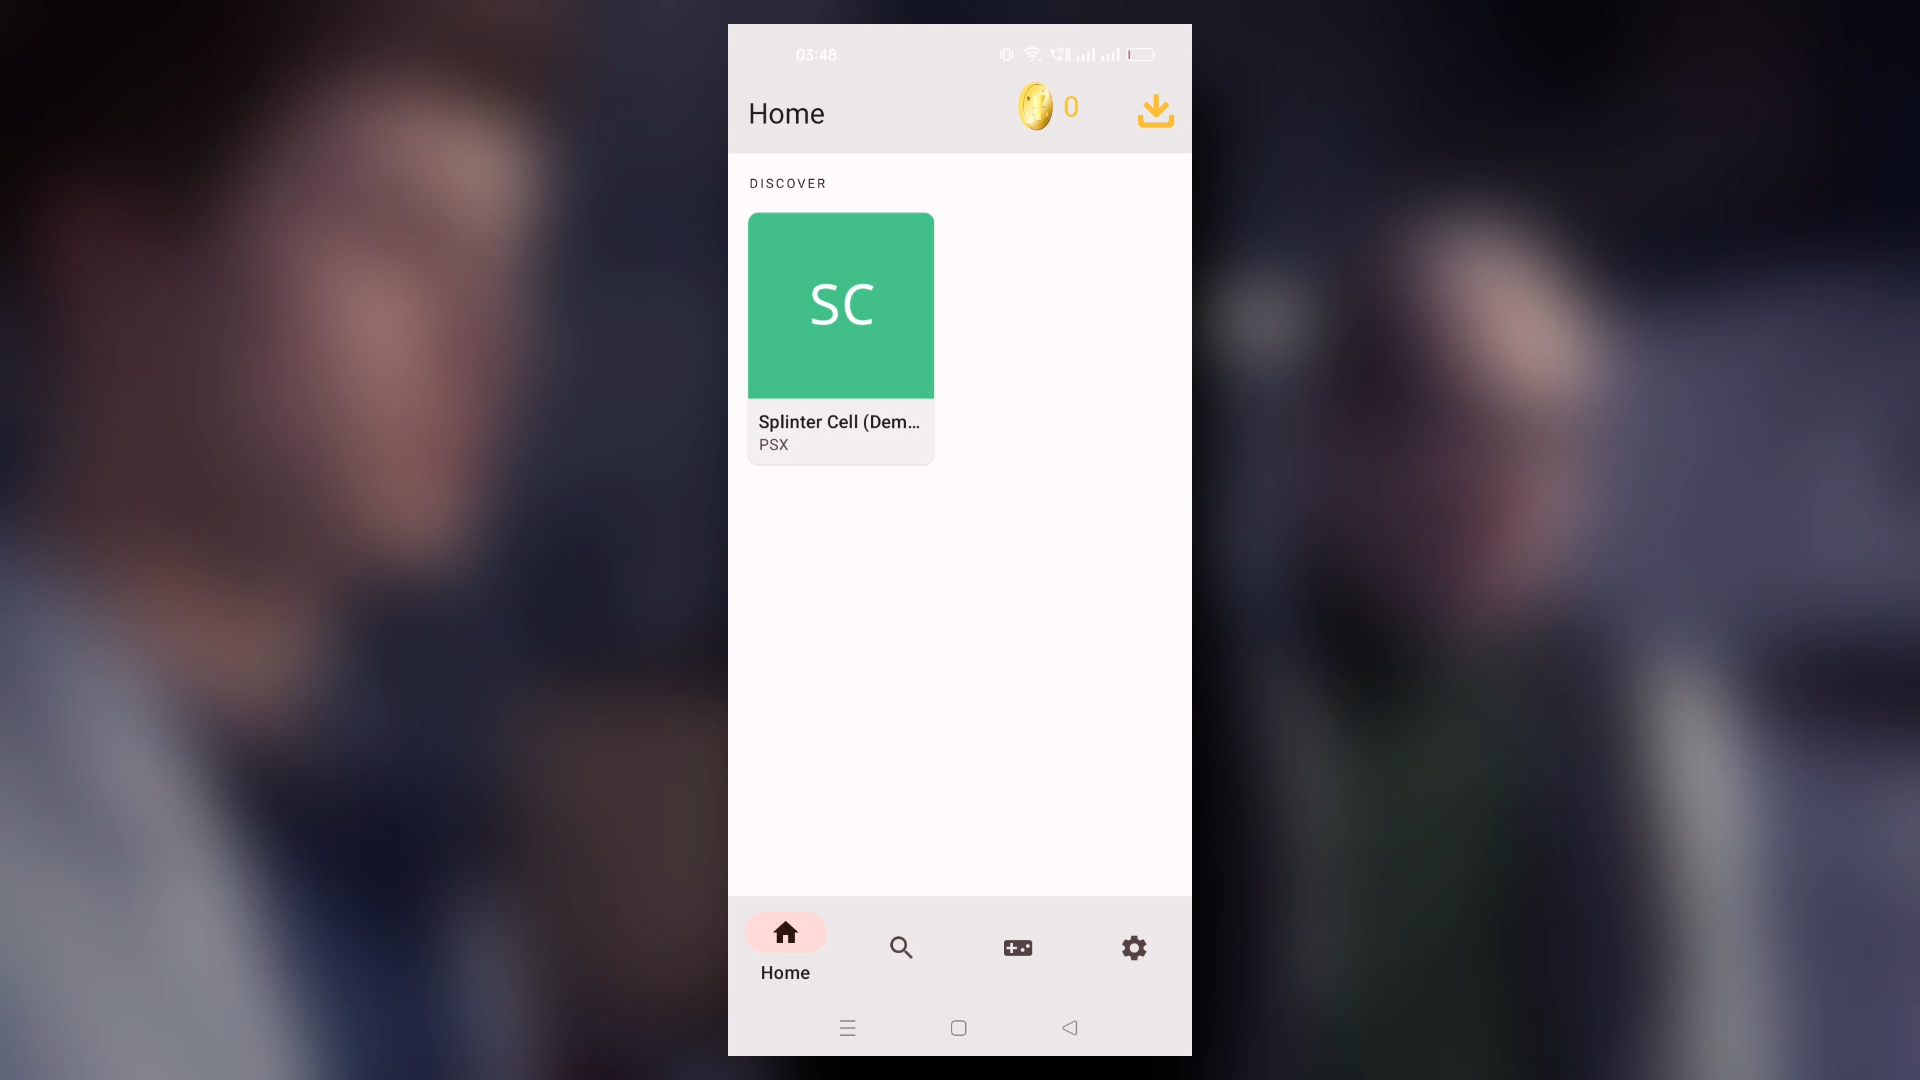 03:48
Home
0
DISCOVER
SC
Splinter Cell (Dem...
PSX
Home